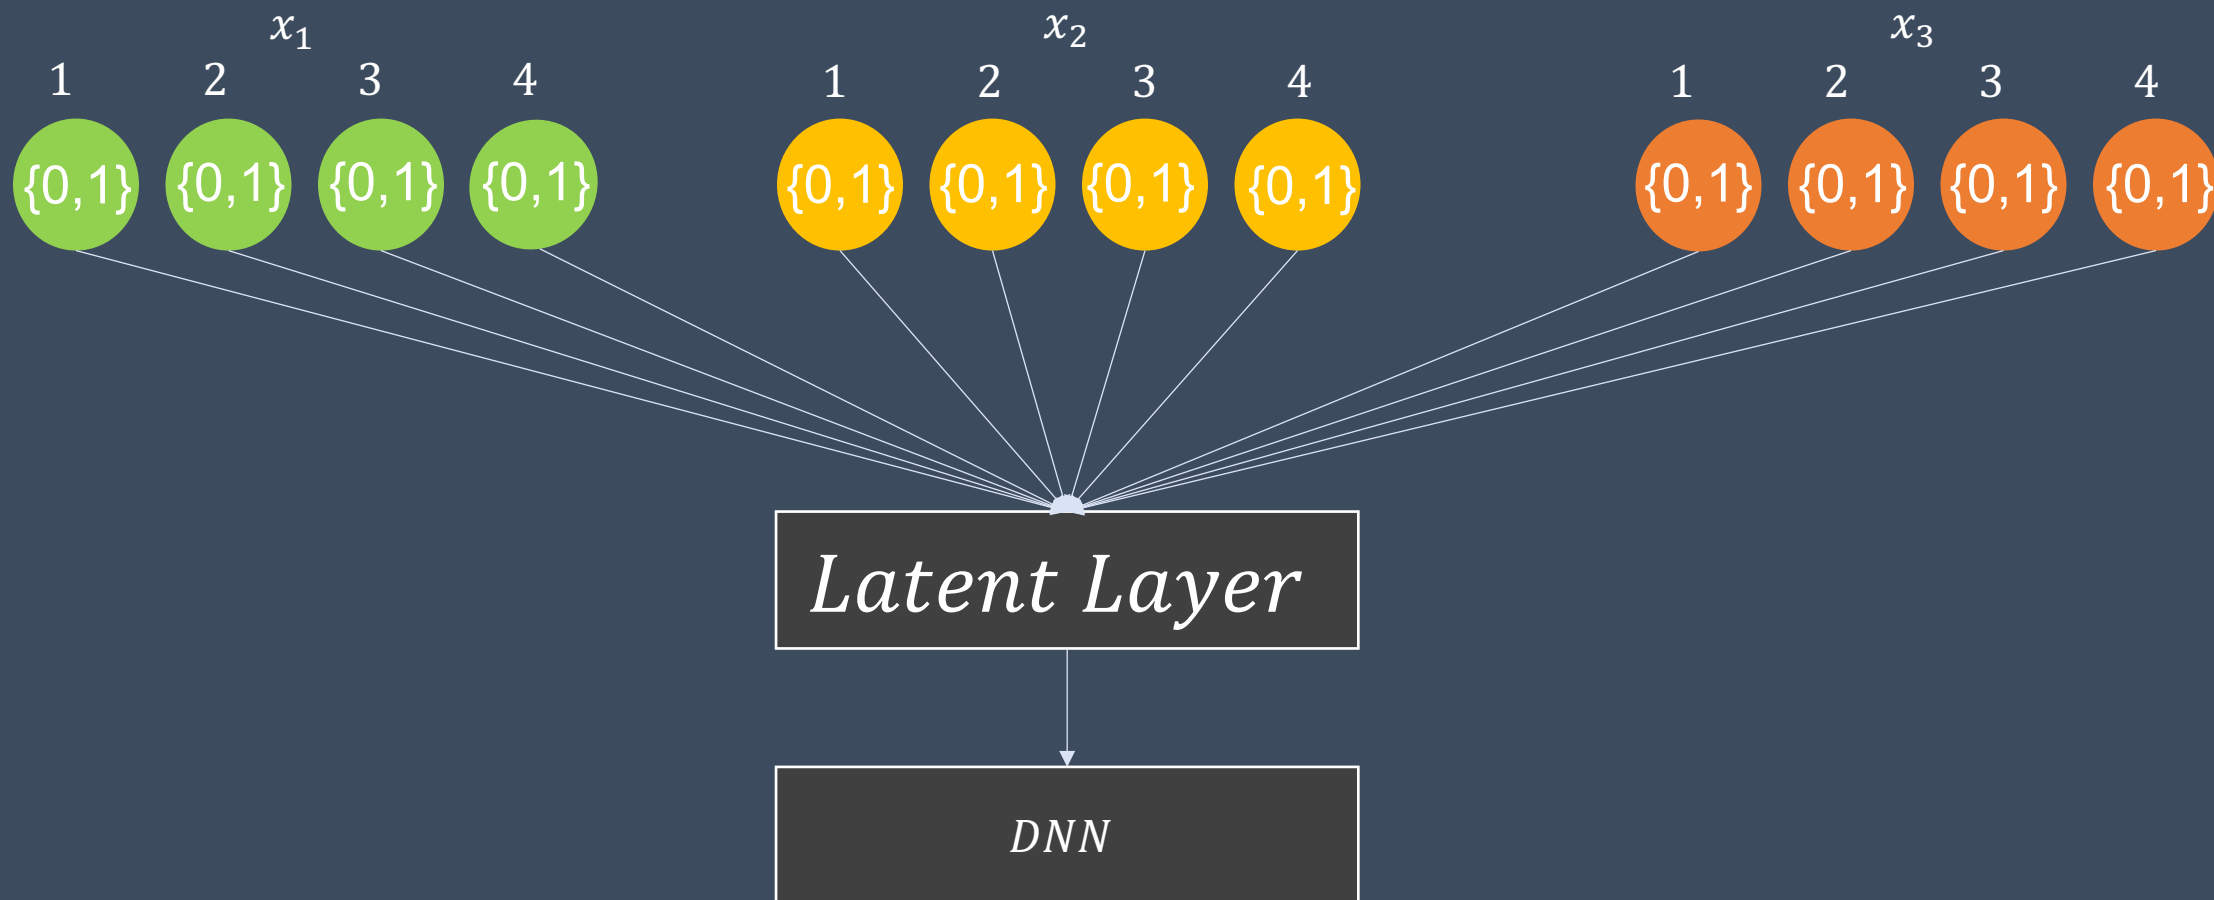 x₁ x₂ x₃
1 2 3 4 1 2 3 4 1 2 3 4
{0,1} {0,1} {0,1} {0,1} {0,1} {0,1} {0,1} {0,1} {0,1} {0,1} {0,1} {0,1}
Latent Layer
DNN